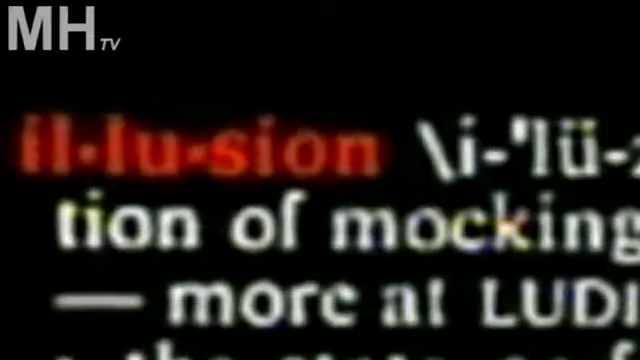 MH TV
il·lu·sion \i-'lü-
tion of mocking
— more at LUDI